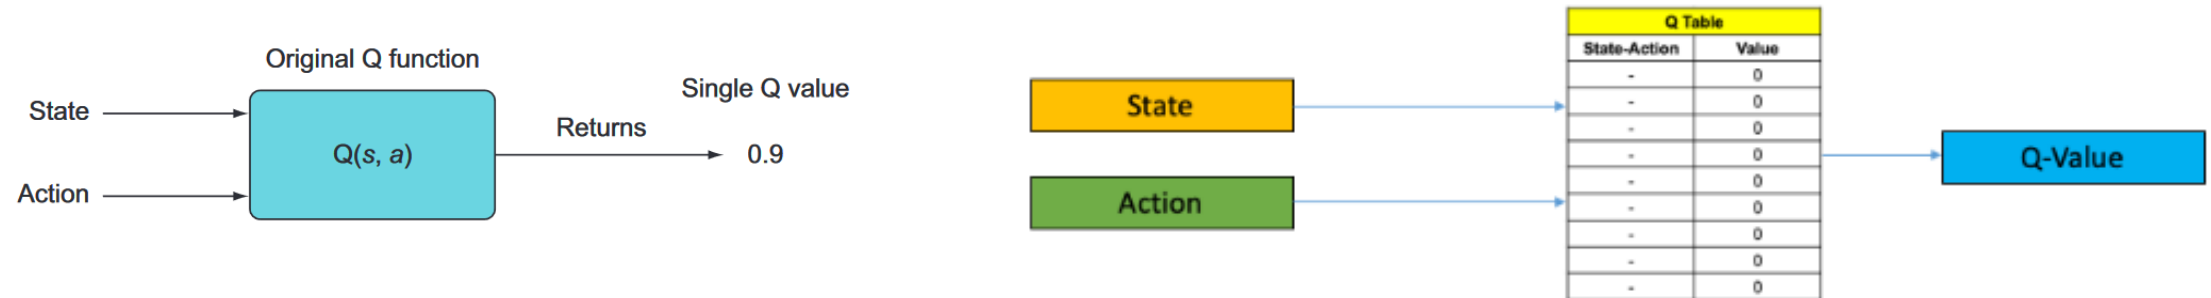 Original Q function
State
Action
Q(s, a)
Returns
Single Q value
0.9
State
Action
Q Table
State-Action Value
- 0
- 0
- 0
- 0
- 0
- 0
- 0
- 0
- 0
Q-Value